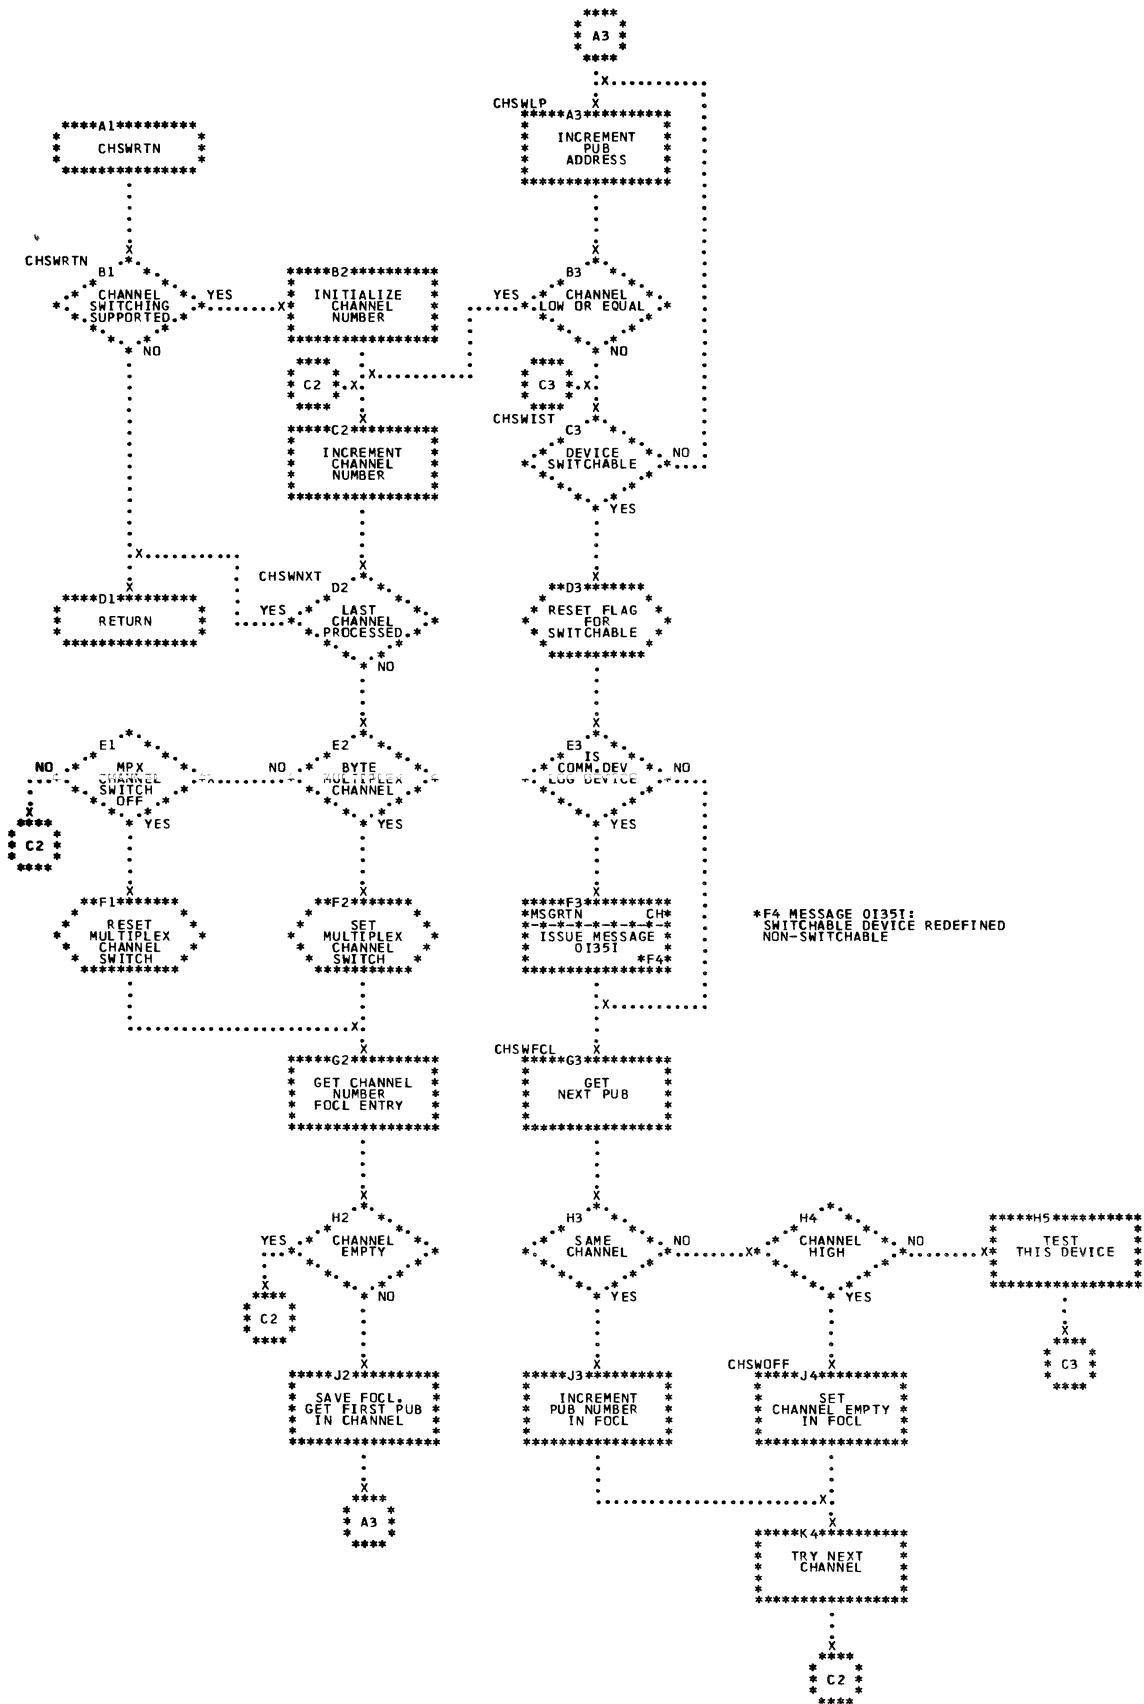 A3
CHSWLP
A3
INCREMENT
PUB
ADDRESS
A1
CHSWRTN
CHSWRTN
B1
CHANNEL
SWITCHING
SUPPORTED
YES
NO
B2
INITIALIZE
CHANNEL
NUMBER
B3
CHANNEL
LOW OR EQUAL
YES
NO
C2
C3
CHSWIST
C2
INCREMENT
CHANNEL
NUMBER
C3
DEVICE
SWITCHABLE
NO
YES
CHSWNXT
D1
RETURN
D2
LAST
CHANNEL
PROCESSED
YES
NO
D3
RESET FLAG
FOR
SWITCHABLE
E1
MPX
CHANNEL
SWITCH
OFF
NO
YES
C2
E2
BYTE
MULTIPLEX
CHANNEL
NO
YES
E3
IS
COMM.DEV
LOG DEVICE
NO
YES
F1
RESET
MULTIPLEX
CHANNEL
SWITCH
F2
SET
MULTIPLEX
CHANNEL
SWITCH
F3
*MSGRTN CH*
ISSUE MESSAGE
0I35I
*F4*
*F4 MESSAGE 0I35I:
SWITCHABLE DEVICE REDEFINED
NON-SWITCHABLE
G2
GET CHANNEL
NUMBER
FOCL ENTRY
CHSWFCL
G3
GET
NEXT PUB
H2
CHANNEL
EMPTY
YES
NO
C2
H3
SAME
CHANNEL
NO
YES
H4
CHANNEL
HIGH
NO
YES
H5
TEST
THIS DEVICE
C3
J2
SAVE FOCL.
GET FIRST PUB
IN CHANNEL
A3
J3
INCREMENT
PUB NUMBER
IN FOCL
CHSWOFF
J4
SET
CHANNEL EMPTY
IN FOCL
K4
TRY NEXT
CHANNEL
C2